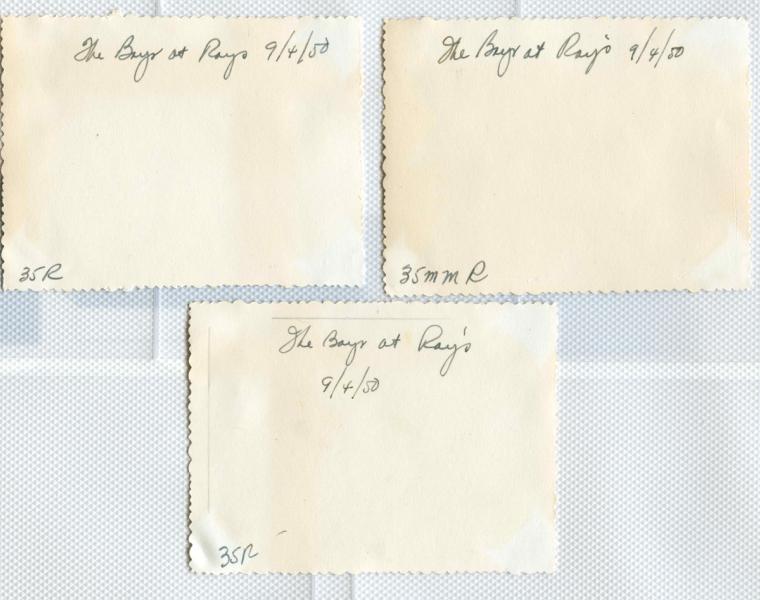 The Boys at Rays 9/4/50
35R
The Boys at Ray's 9/4/50
35mm R
The Boys at Ray's
9/4/50
35R